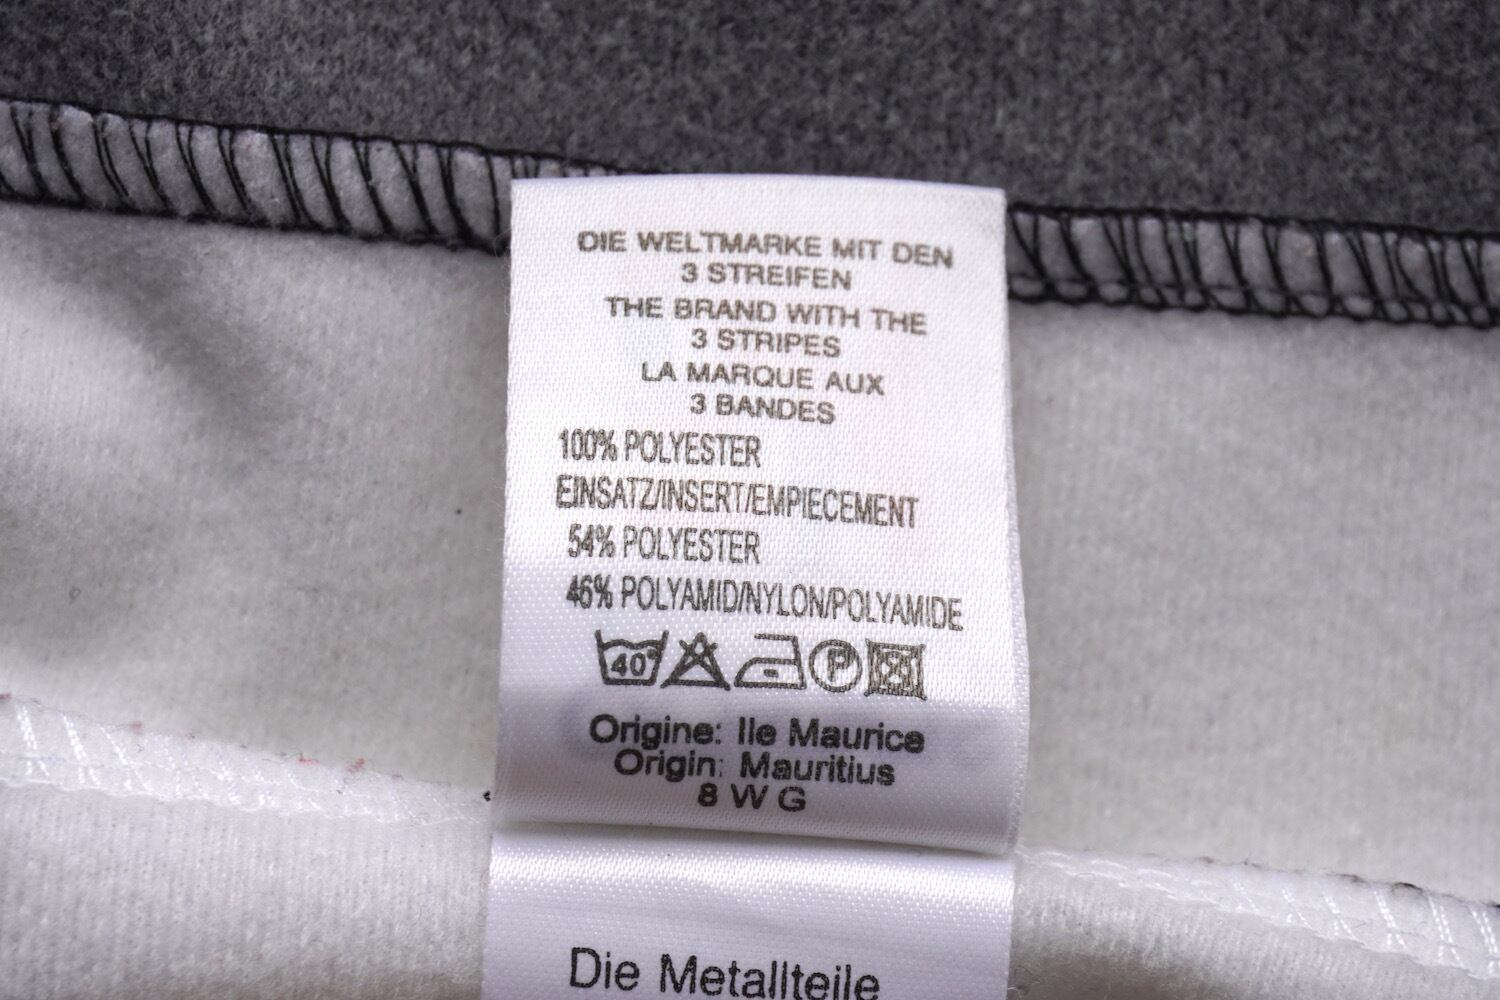 DIE WELTMARKE MIT DEN
3 STREIFEN
THE BRAND WITH THE
3 STRIPES
LA MARQUE AUX
3 BANDES
100% POLYESTER
EINSATZ/INSERT/EMPIECEMENT
54% POLYESTER
46% POLYAMID/NYLON/POLYAMIDE
40° P
Origine: Ile Maurice
Origin: Mauritius
8 W G
Die Metallteile